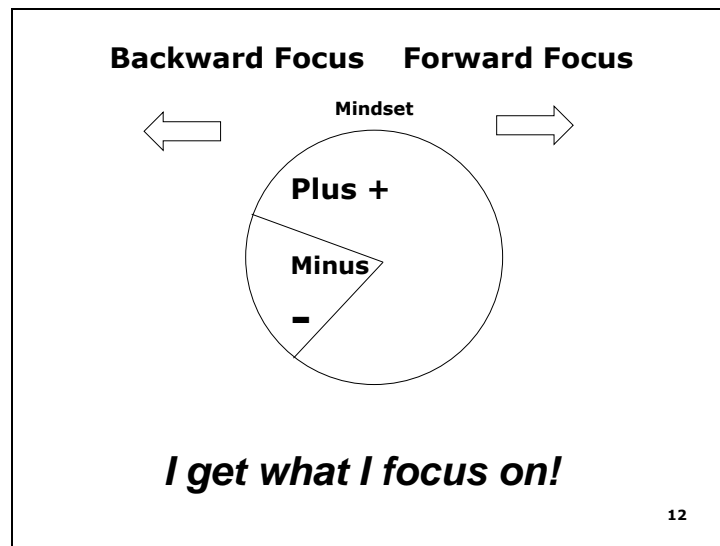 Backward Focus Forward Focus
Mindset
Plus +
Minus
-
I get what I focus on!
12